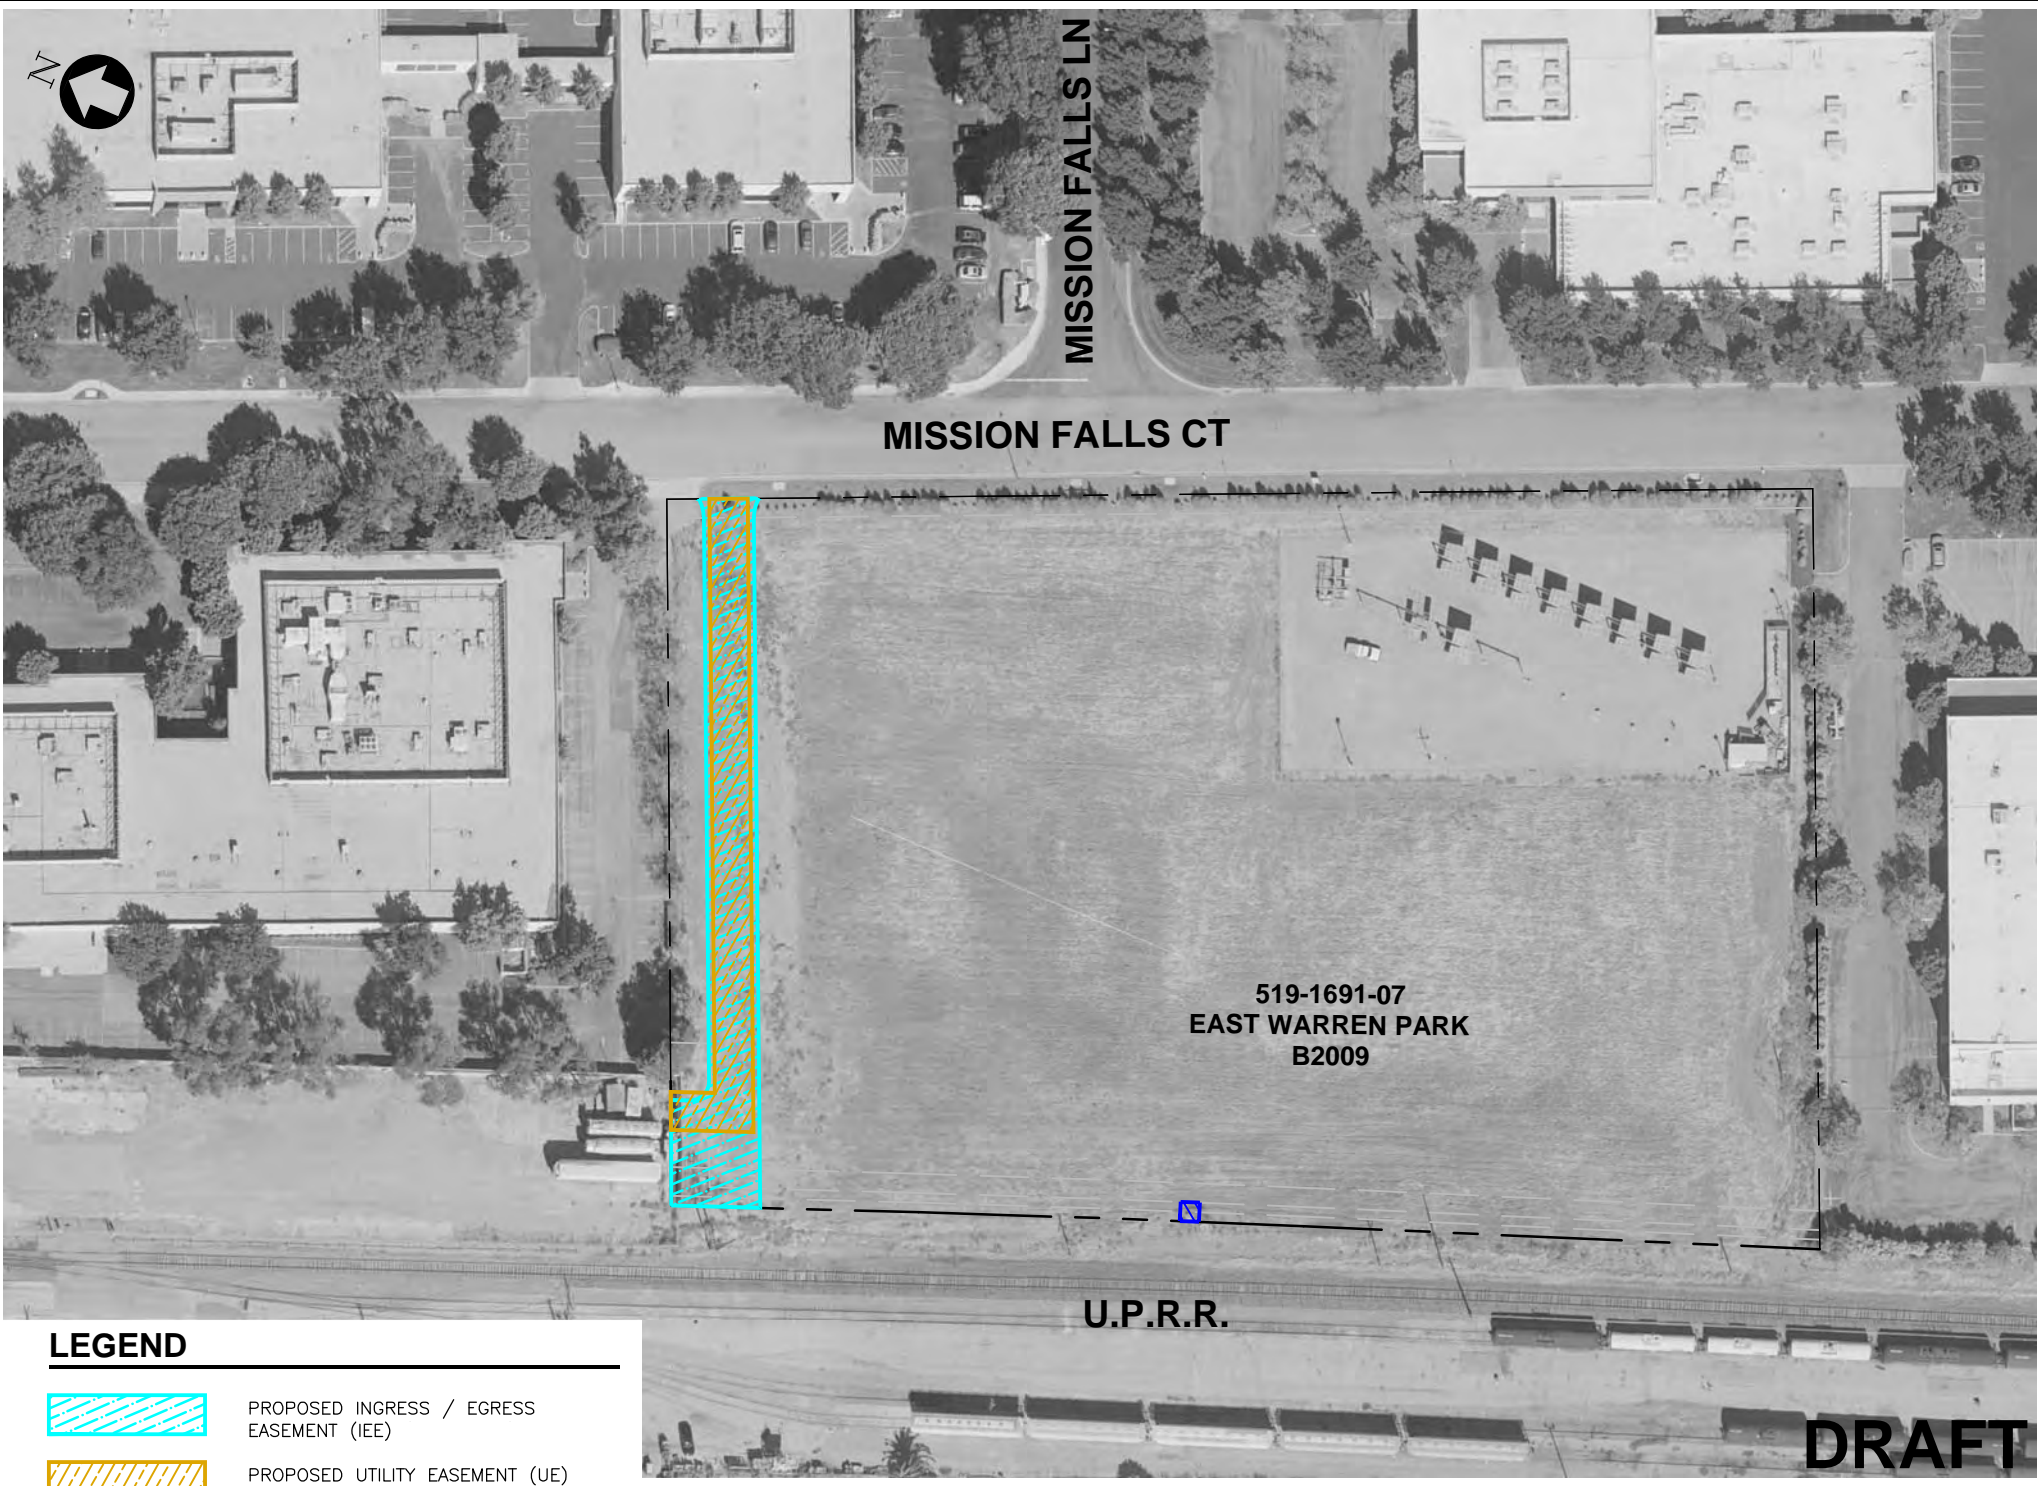 N
MISSION FALLS LN
MISSION FALLS CT
519-1691-07
EAST WARREN PARK
B2009
U.P.R.R.
LEGEND
PROPOSED INGRESS / EGRESS
EASEMENT (IEE)
PROPOSED UTILITY EASEMENT (UE)
DRAFT